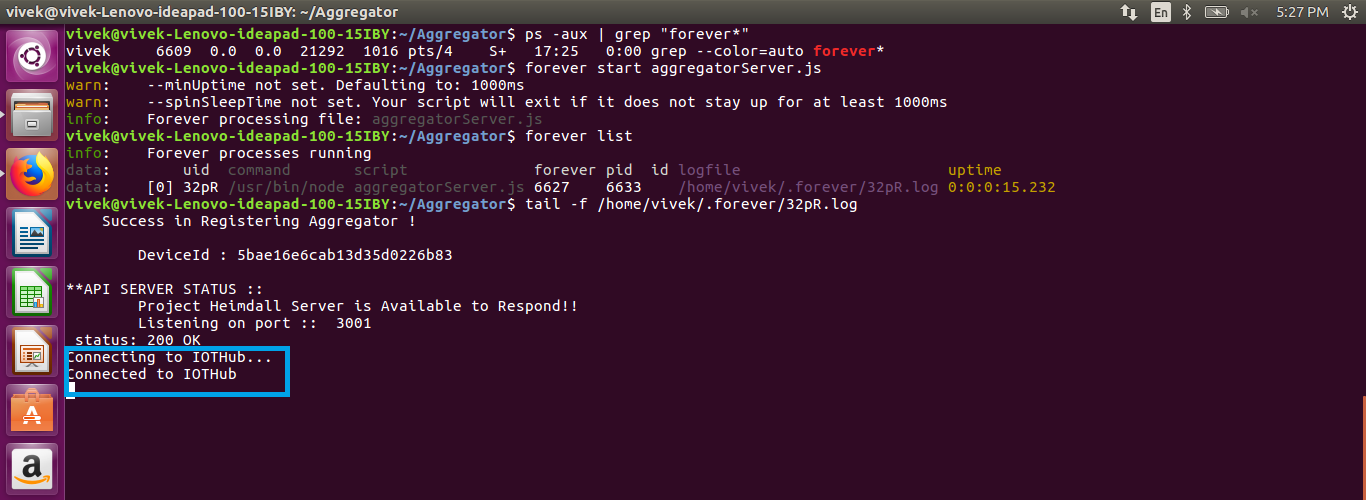 vivek@vivek-Lenovo-ideapad-100-15IBY: ~/Aggregator En 5:27 PM
vivek@vivek-Lenovo-ideapad-100-15IBY:~/Aggregator$ ps -aux | grep "forever*"
vivek     6609  0.0  0.0  21292  1016 pts/4    S+   17:25   0:00 grep --color=auto forever*
vivek@vivek-Lenovo-ideapad-100-15IBY:~/Aggregator$ forever start aggregatorServer.js
warn:    --minUptime not set. Defaulting to: 1000ms
warn:    --spinSleepTime not set. Your script will exit if it does not stay up for at least 1000ms
info:    Forever processing file: aggregatorServer.js
vivek@vivek-Lenovo-ideapad-100-15IBY:~/Aggregator$ forever list
info:    Forever processes running
data:        uid  command       script              forever pid  id logfile                       uptime
data:    [0] 32pR /usr/bin/node aggregatorServer.js 6627    6633    /home/vivek/.forever/32pR.log 0:0:0:15.232
vivek@vivek-Lenovo-ideapad-100-15IBY:~/Aggregator$ tail -f /home/vivek/.forever/32pR.log
    Success in Registering Aggregator !
        DeviceId : 5bae16e6cab13d35d0226b83
**API SERVER STATUS ::
        Project Heimdall Server is Available to Respond!!
        Listening on port ::  3001
 status: 200 OK
Connecting to IOTHub...
Connected to IOTHub